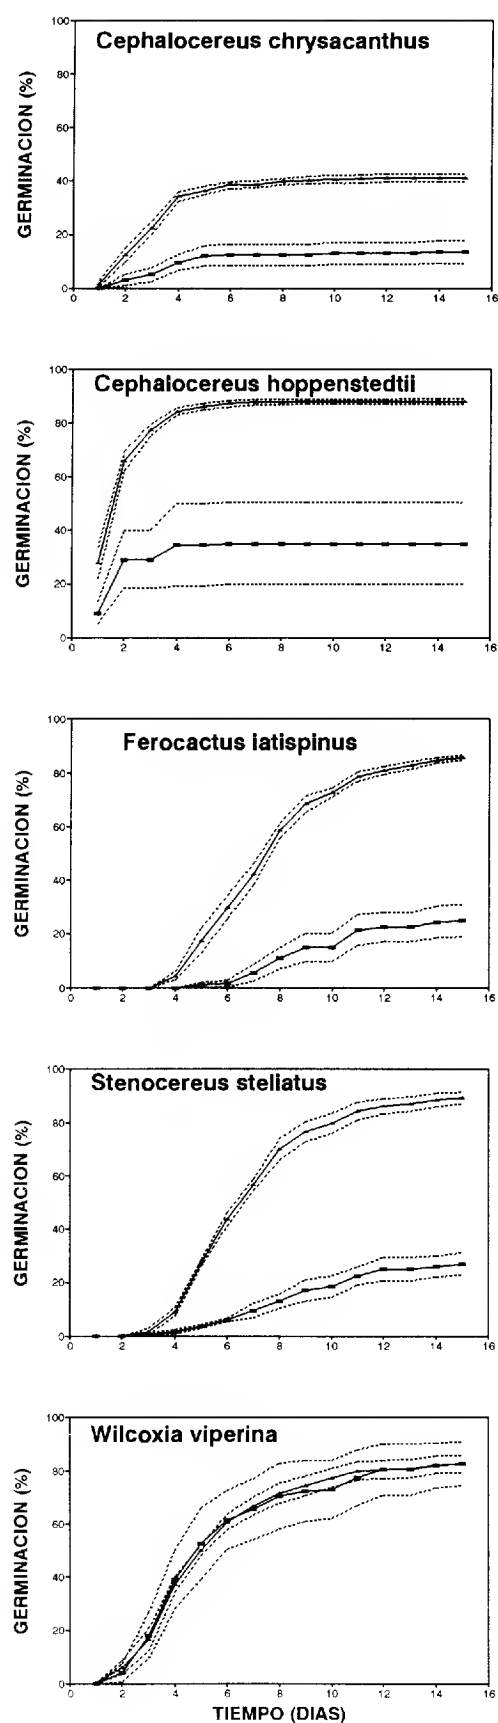 Cephalocereus chrysacanthus
GERMINACION (%)
100
80
60
40
20
0
0 2 4 6 8 10 12 14 16
Cephalocereus hoppenstedtii
GERMINACION (%)
100
80
60
40
20
0
0 2 4 6 8 10 12 14 16
Ferocactus iatispinus
GERMINACION (%)
100
80
60
40
20
0
0 2 4 6 8 10 12 14 16
Stenocereus steliatus
GERMINACION (%)
100
80
60
40
20
0
0 2 4 6 8 10 12 14 16
Wilcoxia viperina
GERMINACION (%)
100
80
60
40
20
0
0 2 4 6 8 10 12 14 16
TIEMPO (DIAS)